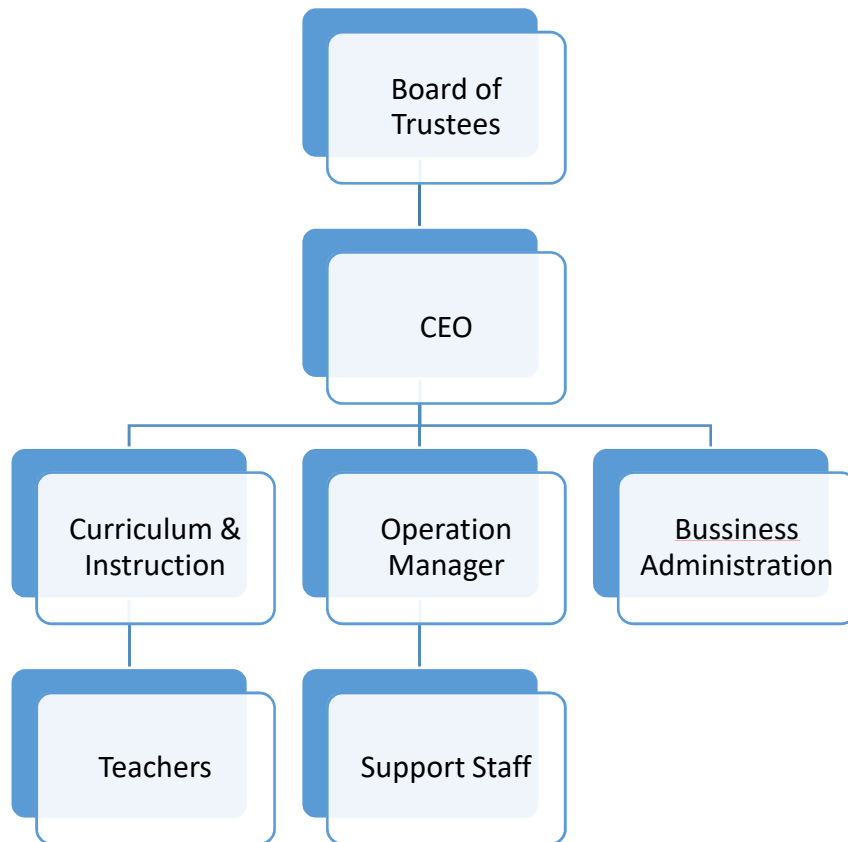 Board of
Trustees
CEO
Curriculum &
Instruction
Operation
Manager
Bussiness
Administration
Teachers
Support Staff